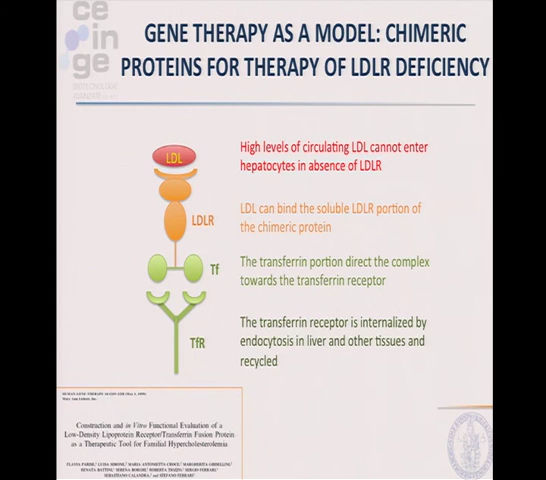 ce
in
ge
GENE THERAPY AS A MODEL: CHIMERIC
PROTEINS FOR THERAPY OF LDLR DEFICIENCY
LDL
High levels of circulating LDL cannot enter
hepatocytes in absence of LDLR
LDLR
LDL can bind the soluble LDLR portion of
the chimeric protein
Tf
The transferrin portion direct the complex
towards the transferrin receptor
TfR
The transferrin receptor is internalized by
endocytosis in liver and other tissues and
recycled
Construction and in Vitro Functional Evaluation of a
Low-Density Lipoprotein Receptor/Transferrin Fusion Protein
as a Therapeutic Tool for Familial Hypercholesterolemia